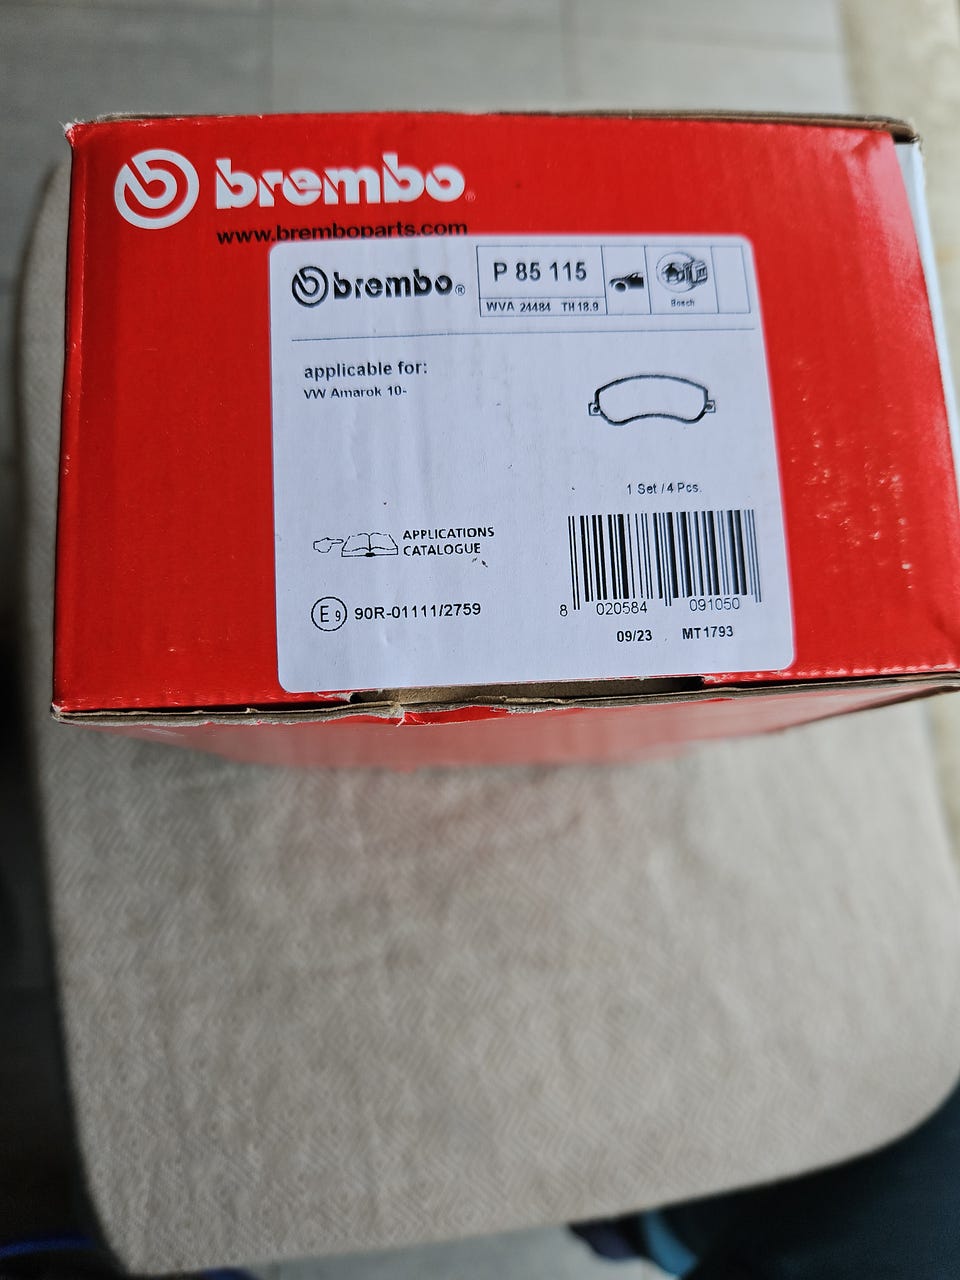 brembo®
www.bremboparts.com
brembo®
P 85 115
WVA 24484 TH 18.9
Bosch
applicable for:
VW Amarok 10-
1 Set / 4 Pcs.
APPLICATIONS
CATALOGUE
E9 90R-01111/2759
8 020584 091050
09/23 MT1793